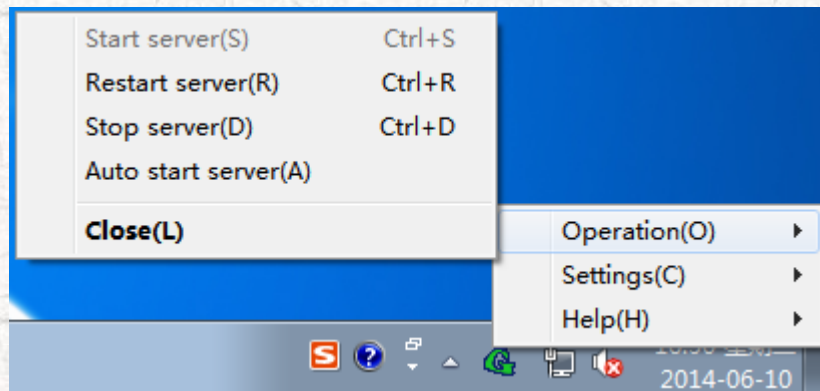 Start server(S) Ctrl+S
Restart server(R) Ctrl+R
Stop server(D) Ctrl+D
Auto start server(A)
Close(L)
Operation(O)
Settings(C)
Help(H)
2014-06-10